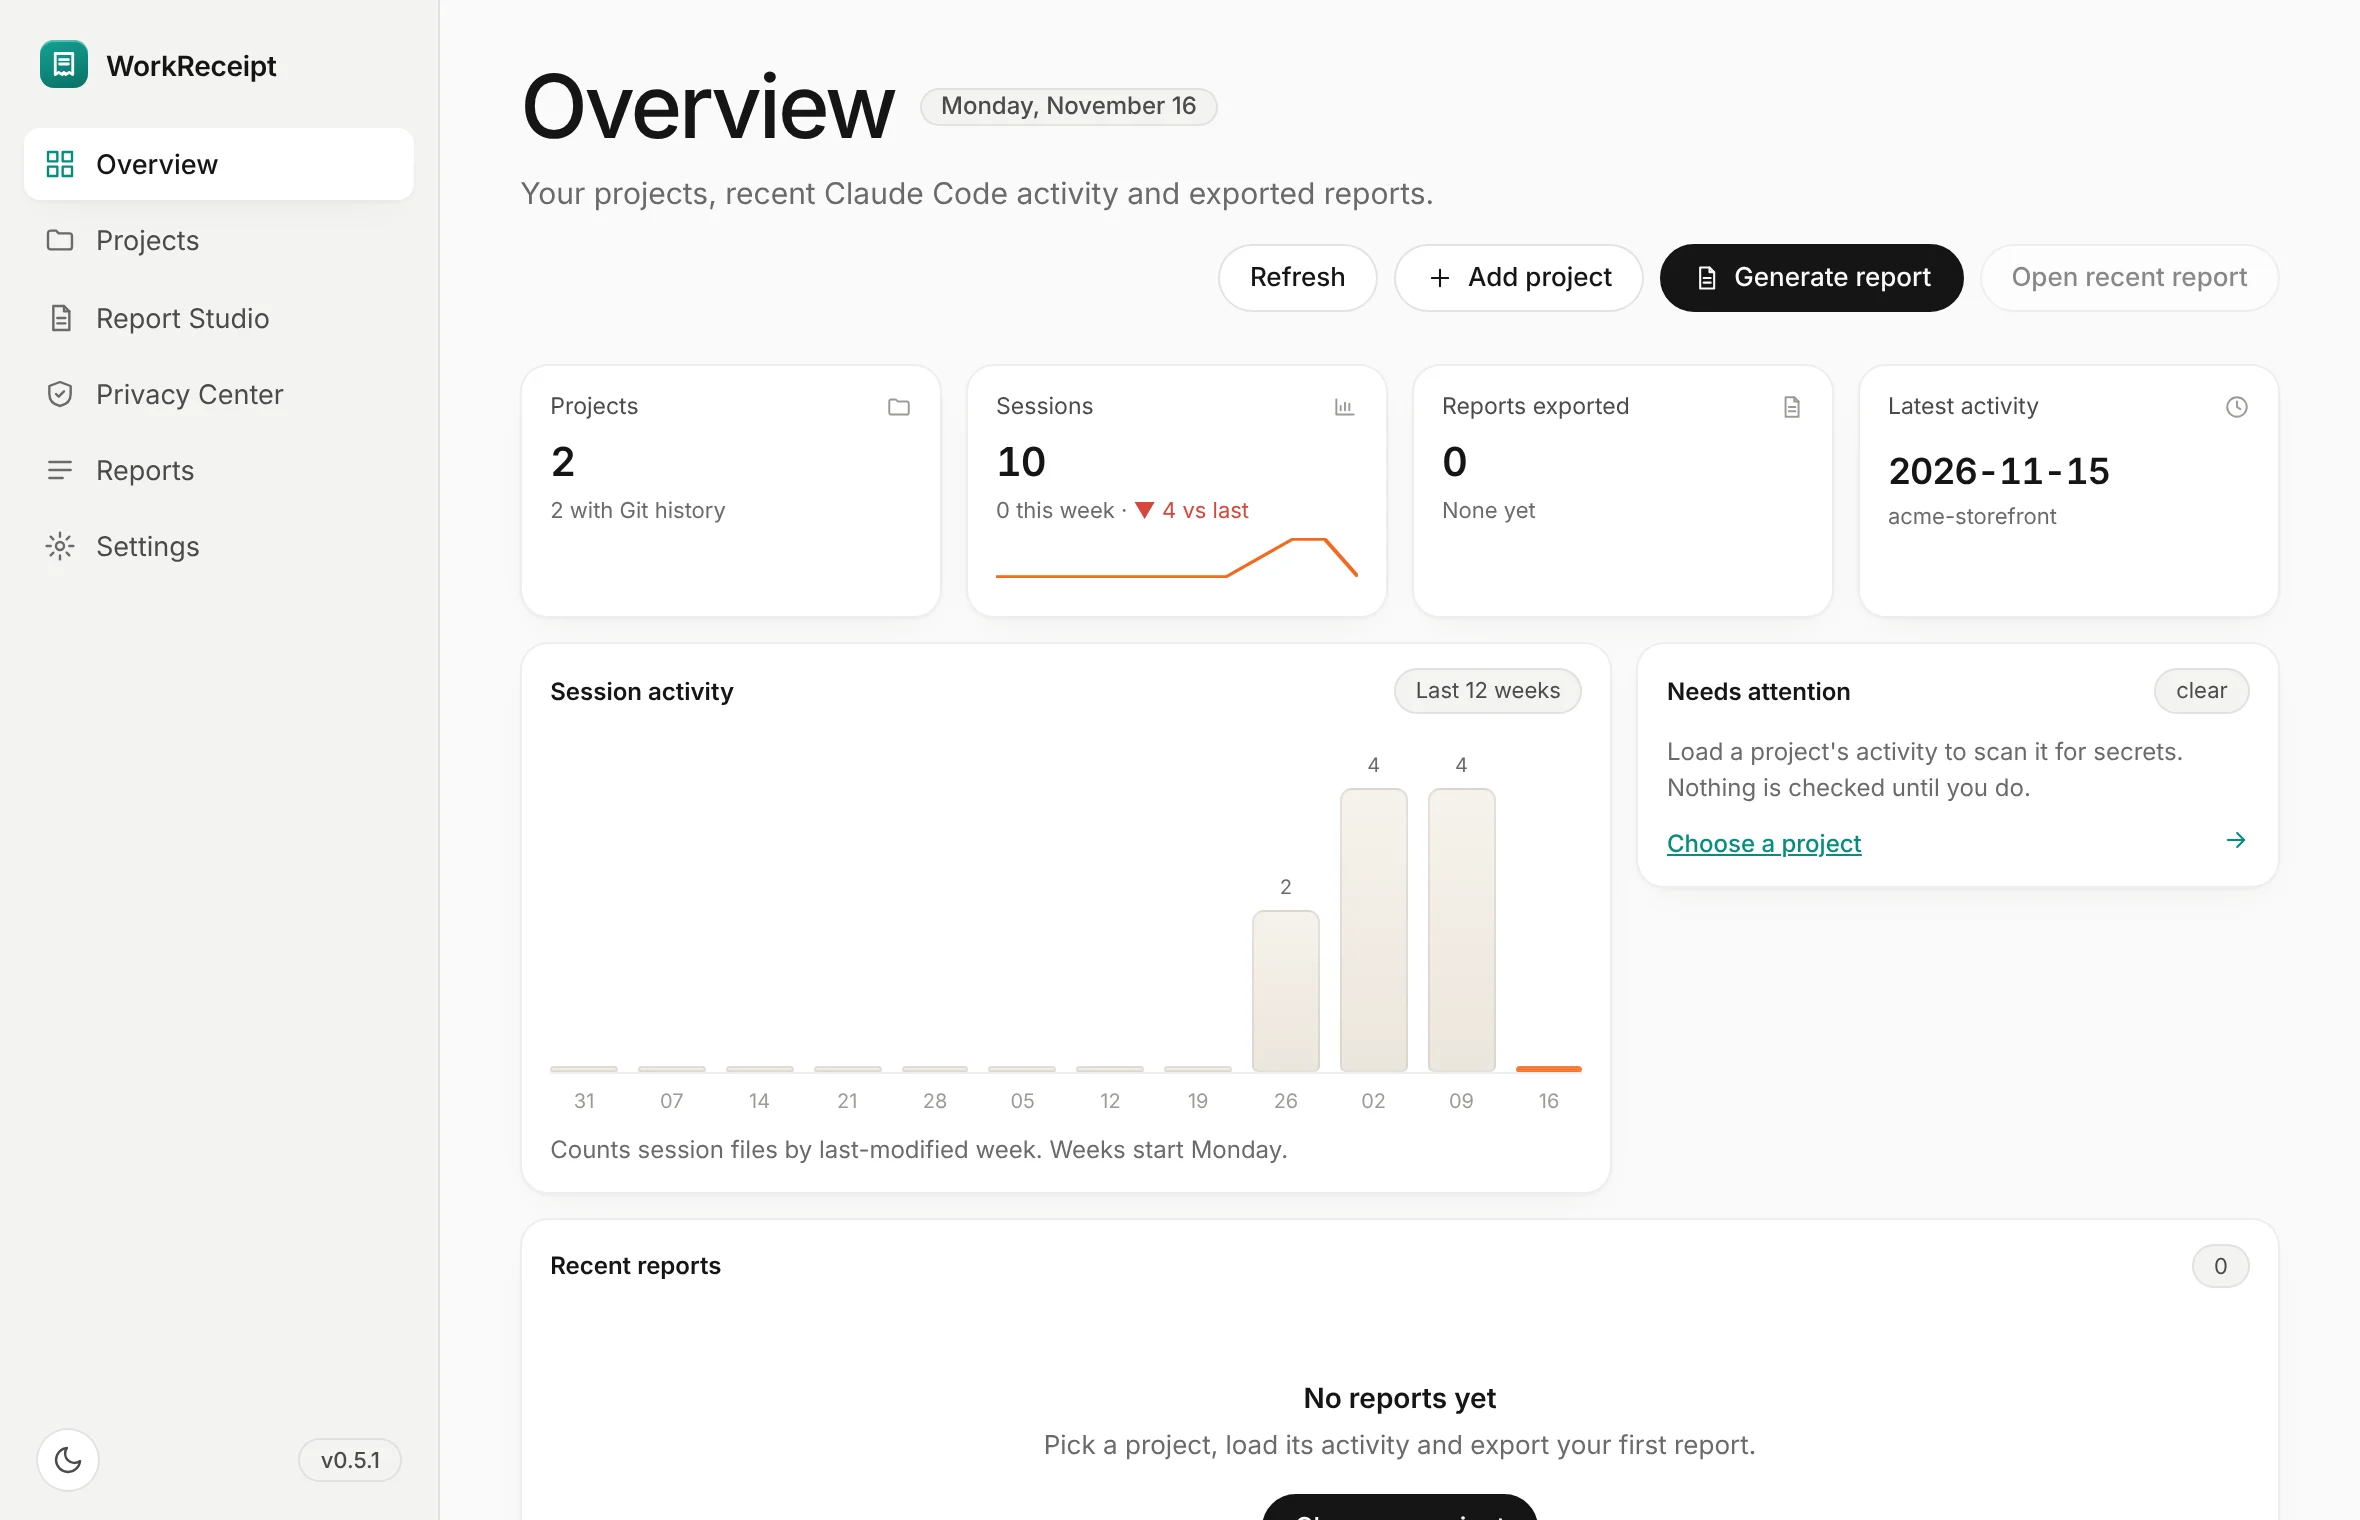 WorkReceipt
Overview
Projects
Report Studio
Privacy Center
Reports
Settings
v0.5.1
Overview
Monday, November 16
Your projects, recent Claude Code activity and exported reports.
Refresh
Add project
Generate report
Open recent report
Projects
2
2 with Git history
Sessions
10
0 this week · ▼ 4 vs last
Reports exported
0
None yet
Latest activity
2026-11-15
acme-storefront
Session activity
Last 12 weeks
2
4
4
31 07 14 21 28 05 12 19 26 02 09 16
Counts session files by last-modified week. Weeks start Monday.
Needs attention
clear
Load a project's activity to scan it for secrets.
Nothing is checked until you do.
Choose a project
Recent reports
0
No reports yet
Pick a project, load its activity and export your first report.